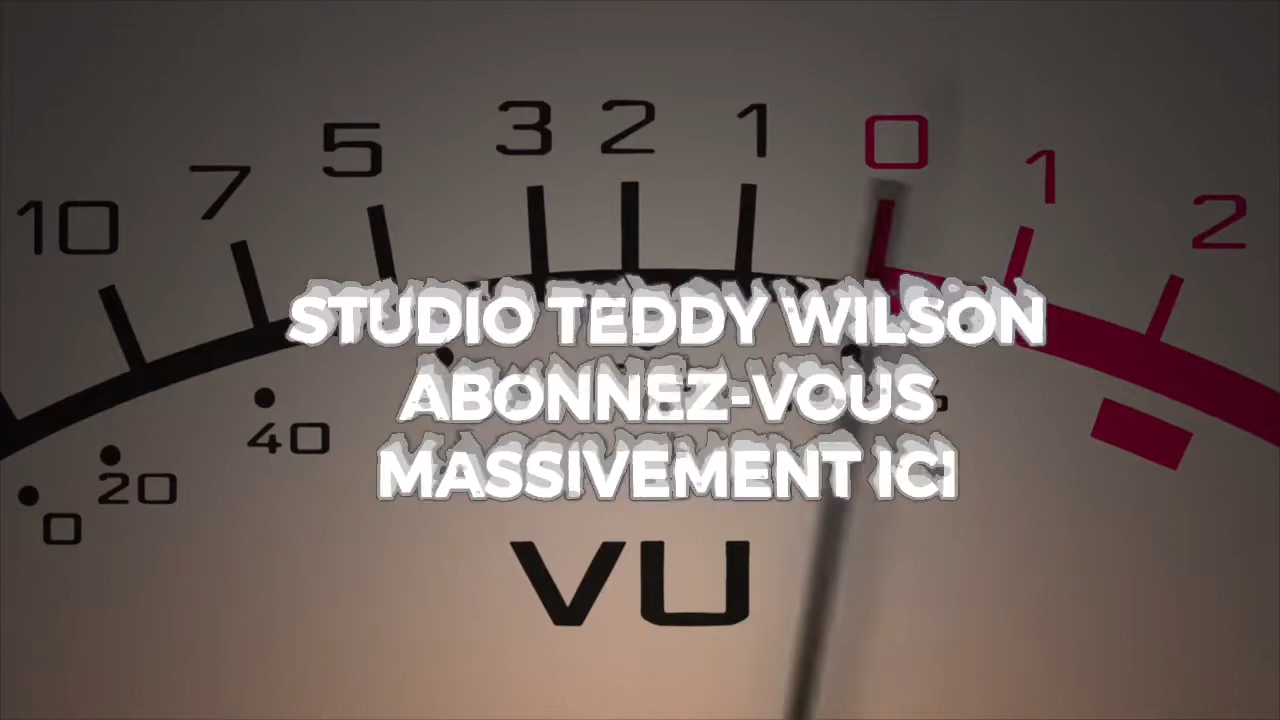 10 7 5 3 2 1 0 1 2
STUDIO TEDDY WILSON
ABONNEZ-VOUS
MASSIVEMENT ICI
0 20 40
VU